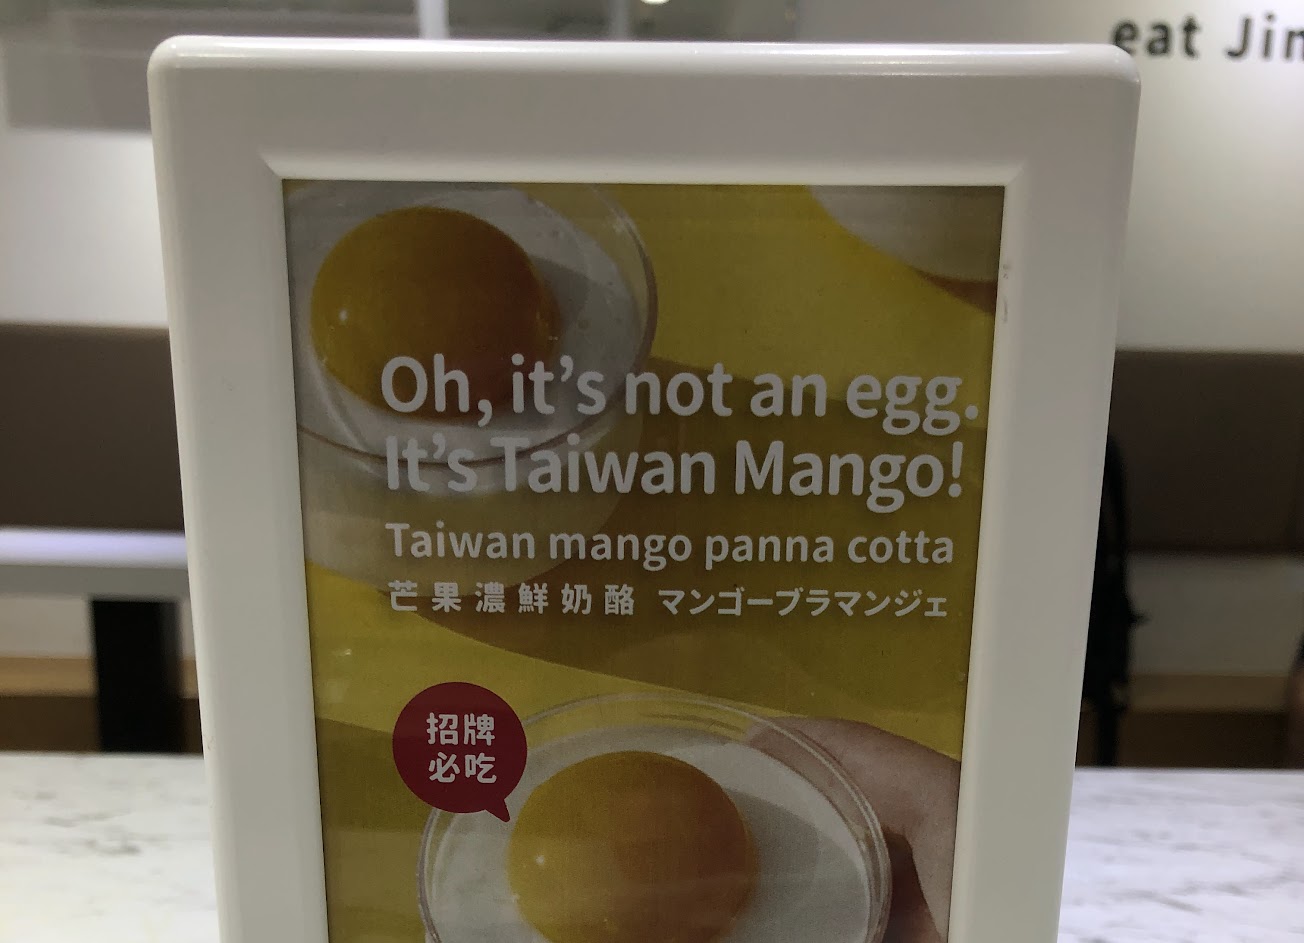 eat Jin
Oh, it's not an egg.
It's Taiwan Mango!
Taiwan mango panna cotta
芒果濃鮮奶酪 マンゴーブラマンジェ
招牌
必吃